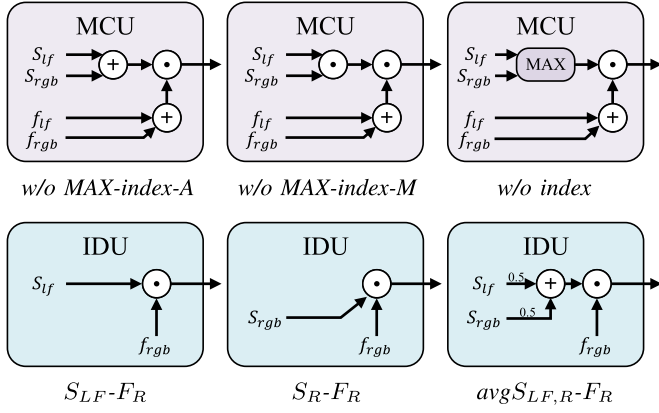 MCU MCU MCU
S_lf S_lf S_lf MAX
S_rgb + · S_rgb · · S_rgb ·
f_lf f_lf f_lf
f_rgb + f_rgb + f_rgb +
w/o MAX-index-A w/o MAX-index-M w/o index
IDU IDU IDU
S_lf · · S_lf 0.5 + ·
S_rgb S_rgb 0.5
f_rgb f_rgb f_rgb
S_LF-F_R S_R-F_R avgS_LF,R-F_R